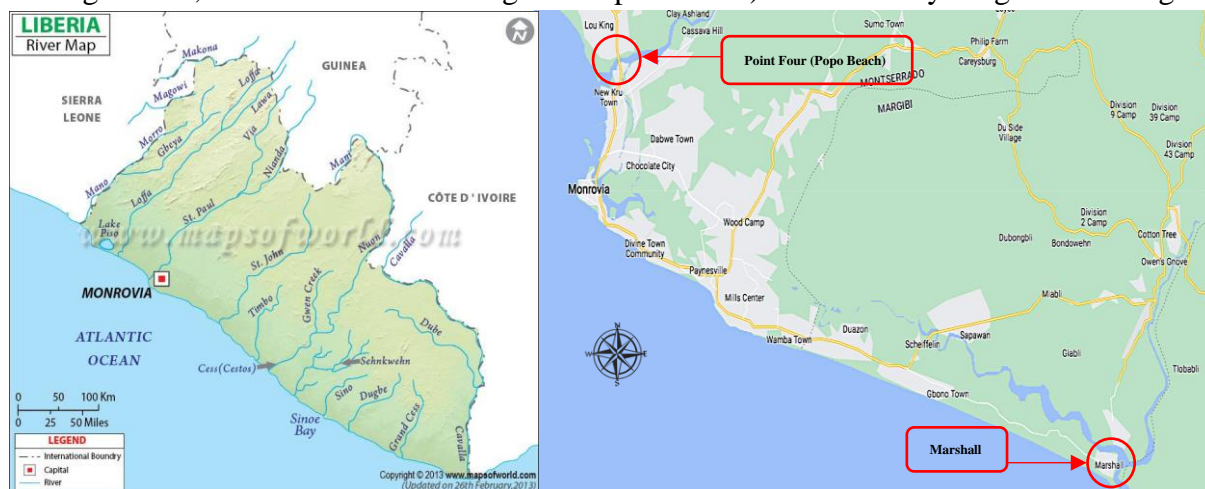 LIBERIA
River Map
Makona
GUINEA
SIERRA
LEONE
Magowi
Loffa
Lawa
Via
Morro
Gbeya
Nianda
Mani
Mano
Loffa
St. Paul
CÔTE D ' IVOIRE
Lake
Piso
www.mapsofworld.com
St. John
Nuon
Cavalla
MONROVIA
Timbo
Gwen Creek
Dube
ATLANTIC
OCEAN
Cess(Cestos)
Sehnkwehn
Sino
Dugbe
Grand Cess
Sinoe
Bay
Cavalla
0 50 100 Km
0 25 50 Miles
LEGEND
International Boundry
Capital
River
Copyright © 2013 www.mapsofworld.com
(Updated on 26th February,2013)
Lou King
Clay Ashland
Cassava Hill
Sumo Town
Point Four (Popo Beach)
Philip Farm
Careysburg
MONTSERRADO
MARGIBI
New Kru
Town
Division
9 Camp
Division
39 Camp
Du Side
Village
Dabwe Town
Chocolate City
Division
43 Camp
Monrovia
Wood Camp
Division
2 Camp
Cotton Tree
Dubongbli
Bondowehn
Divine Town
Community
Owen's Grove
Paynesville
Mills Center
Miabli
N
W
E
S
Duazon
Wamba Town
Scheiffelin
Sapawan
Giabli
Tlobabli
Gbono Town
Marshall
Marshall